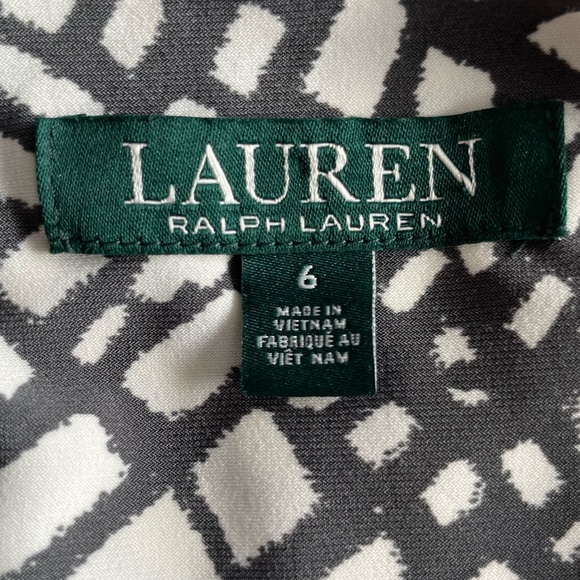 LAUREN
RALPH LAUREN
6
MADE IN
VIETNAM
FABRIQUÉ AU
VIÊT NAM